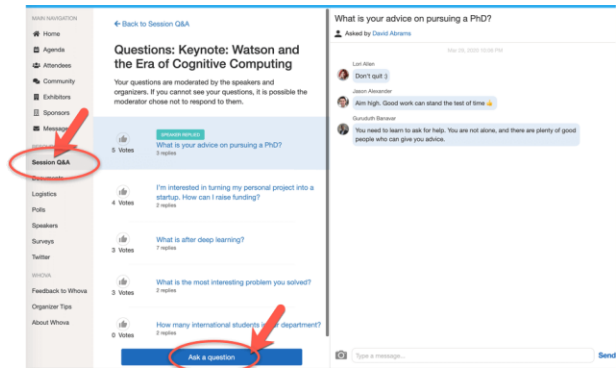 MAIN NAVIGATION
Home
Agenda
Attendees
Community
Exhibitors
Sponsors
Message
Session Q&A
Logistics
Polls
Speakers
Surveys
Twitter
WHOVA
Feedback to Whova
Organizer Tips
About Whova
Back to Session Q&A
Questions: Keynote: Watson and
the Era of Cognitive Computing
Your questions are moderated by the speakers and
organizers. If you cannot see your questions, it is possible the
moderator chose not to respond to them.
SPEAKER REPLIED
What is your advice on pursuing a PhD?
3 replies
5 Votes
I'm interested in turning my personal project into a
startup. How can I raise funding?
2 replies
4 Votes
What is after deep learning?
7 replies
3 Votes
What is the most interesting problem you solved?
2 replies
3 Votes
How many international students department?
2 replies
0 Votes
Ask a question
What is your advice on pursuing a PhD?
Asked by David Abrams
Lori Allen
Don't quit :)
Jason Alexander
Aim high. Good work can stand the test of time 👍
Guruduth Banavar
You need to learn to ask for help. You are not alone, and there are plenty of good
people who can give you advice.
Type a message...
Send